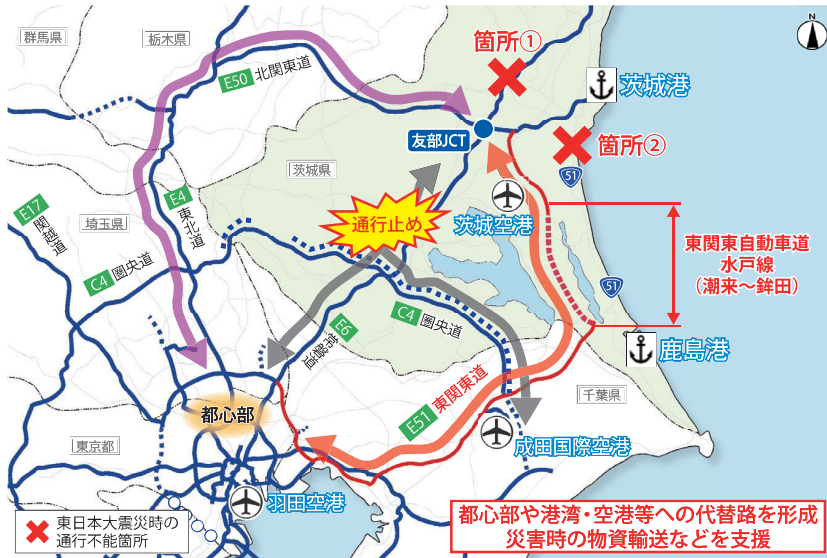 群馬県
栃木県
N
箇所①
E50 北関東道
茨城港
友部JCT
箇所②
茨城県
51
E4 東北道
E17 関越道
埼玉県
通行止め
茨城空港
東関東自動車道
水戸線
(潮来～鉾田)
C4 圏央道
51
C4 圏央道
E6 常磐道
鹿島港
千葉県
E51 東関東道
都心部
東京都
成田国際空港
羽田空港
東日本大震災時の
通行不能箇所
都心部や港湾・空港等への代替路を形成
災害時の物資輸送などを支援